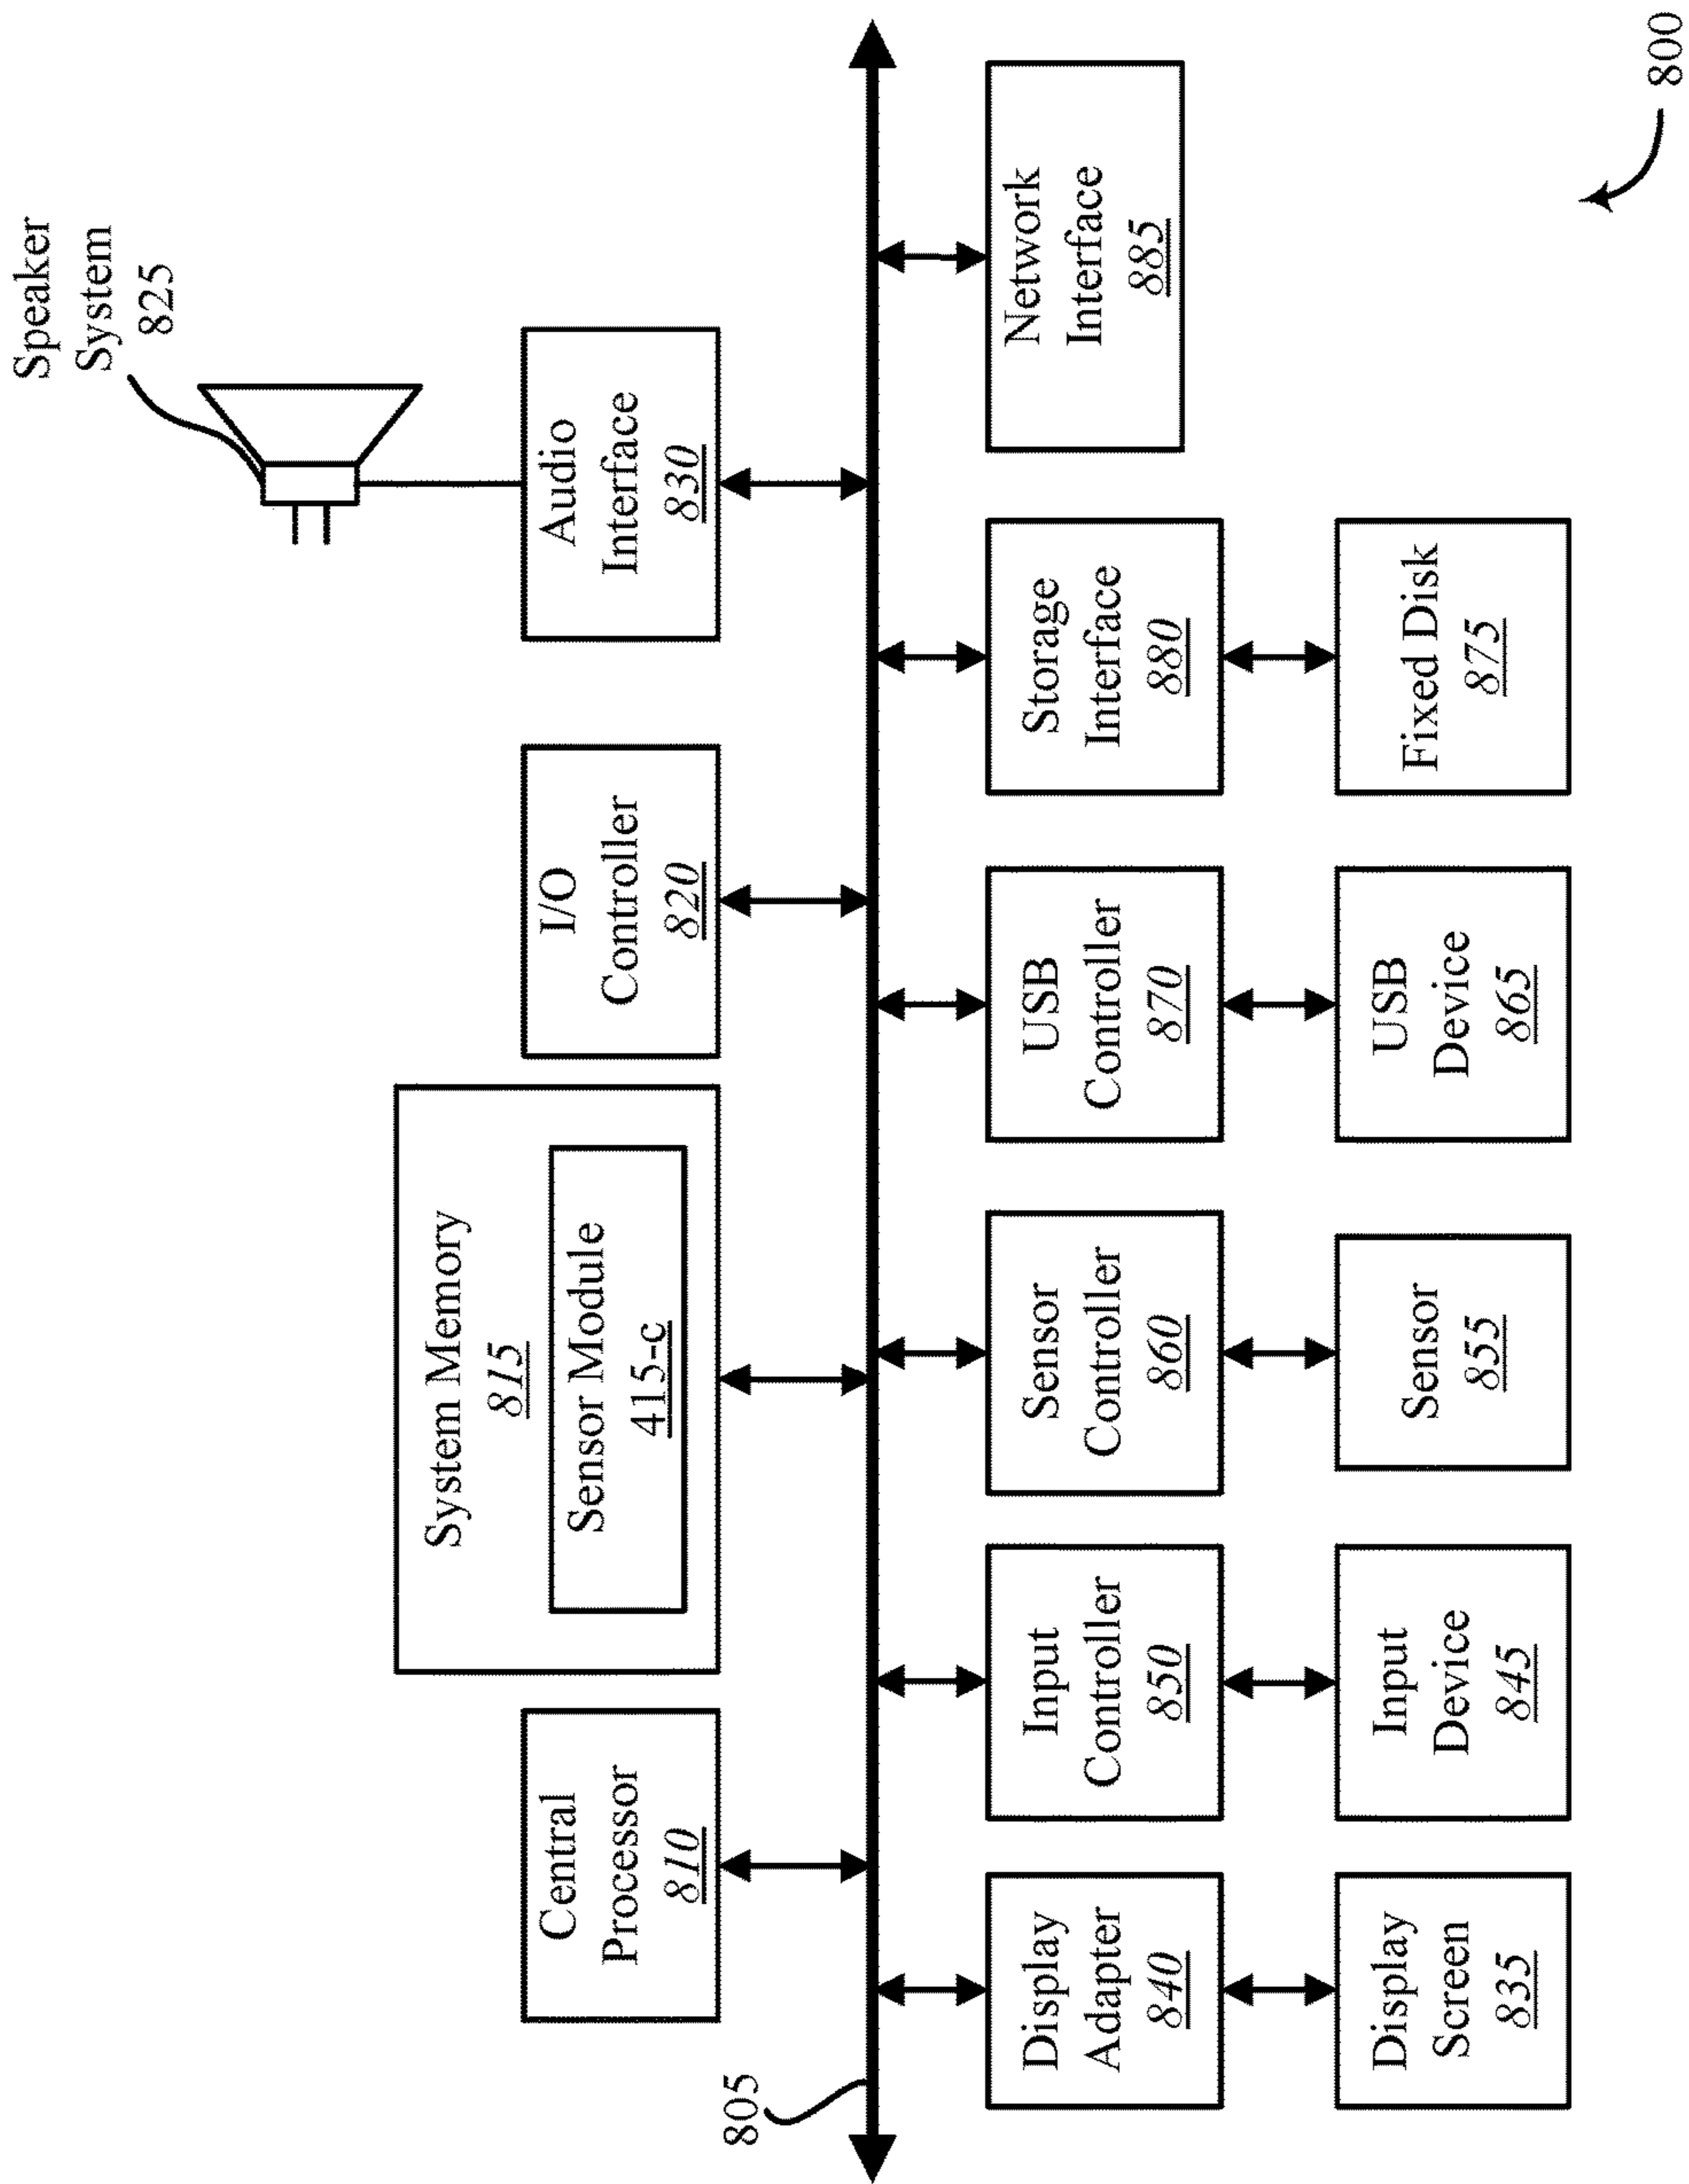 Speaker
System
825
Central
Processor
810
System Memory
815
Sensor Module
415-c
I/O
Controller
820
Audio
Interface
830
805
Display
Adapter
840
Input
Controller
850
Sensor
Controller
860
USB
Controller
870
Storage
Interface
880
Network
Interface
885
Display
Screen
835
Input
Device
845
Sensor
855
USB
Device
865
Fixed Disk
875
800